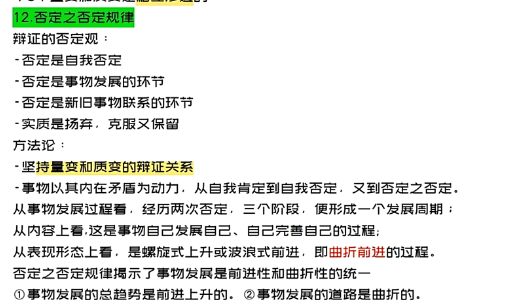 12.否定之否定规律
辩证的否定观：
-否定是自我否定
-否定是事物发展的环节
-否定是新旧事物联系的环节
-实质是扬弃，克服又保留
方法论：
-坚持量变和质变的辩证关系
-事物以其内在矛盾为动力，从自我肯定到自我否定，又到否定之否定。
从事物发展过程看，经历两次否定，三个阶段，便形成一个发展周期；
从内容上看,这是事物自己发展自己、自己完善自己的过程;
从表现形态上看，是螺旋式上升或波浪式前进，即曲折前进的过程。
否定之否定规律揭示了事物发展是前进性和曲折性的统一
①事物发展的总趋势是前进上升的。②事物发展的道路是曲折的。